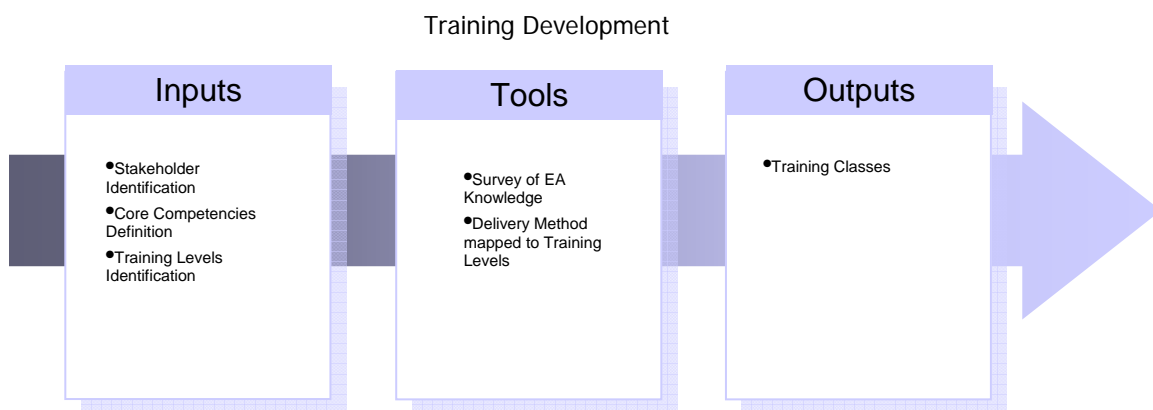 Training Development
Inputs
•Stakeholder
Identification
•Core Competencies
Definition
•Training Levels
Identification
Tools
•Survey of EA
Knowledge
•Delivery Method
mapped to Training
Levels
Outputs
•Training Classes